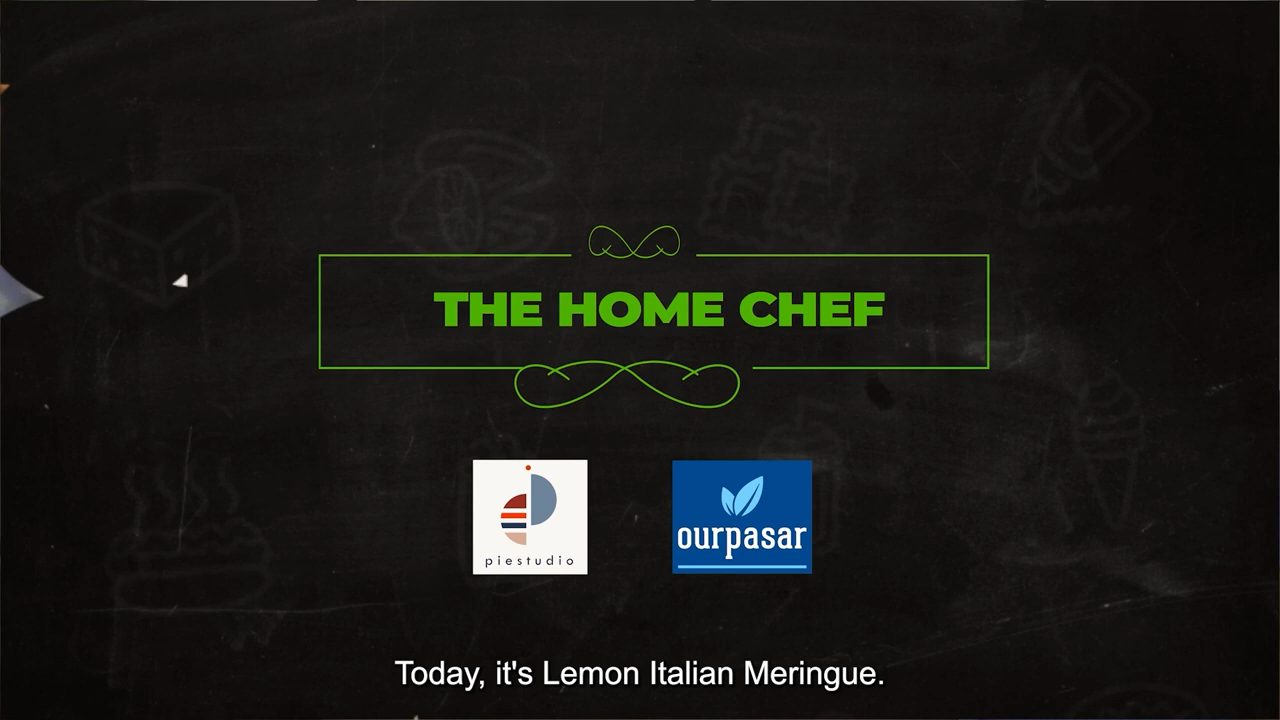 THE HOME CHEF
piestudio
ourpasar
Today, it's Lemon Italian Meringue.